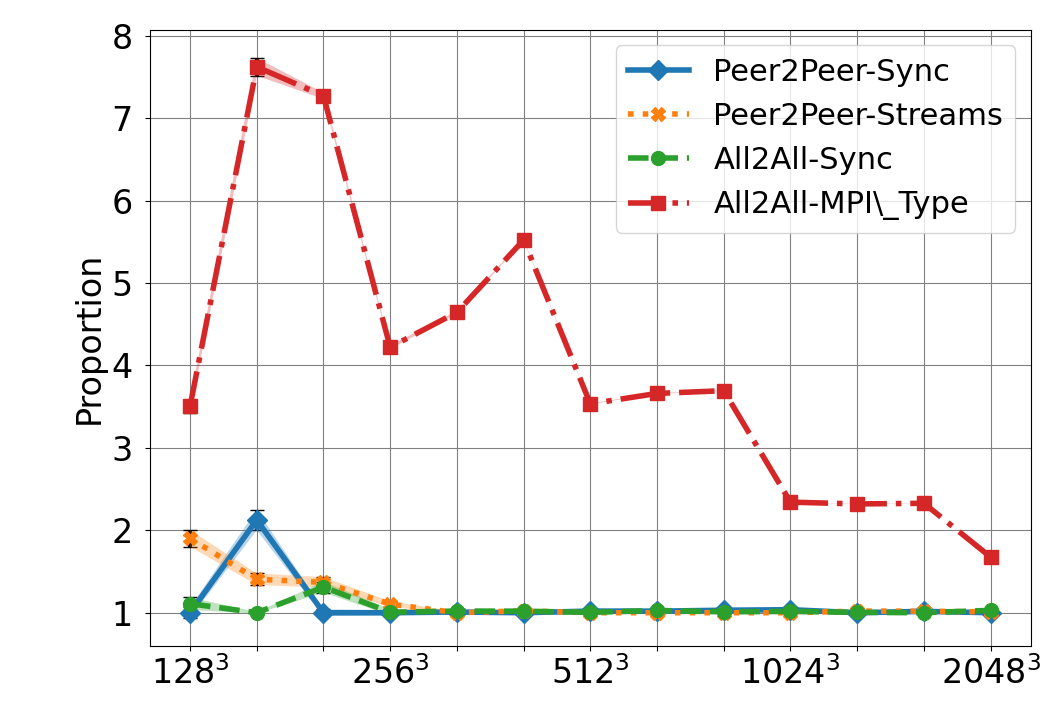 8
7
6
5
4
3
2
1
Proportion
Peer2Peer-Sync
Peer2Peer-Streams
All2All-Sync
All2All-MPI\_Type
128³ 256³ 512³ 1024³ 2048³